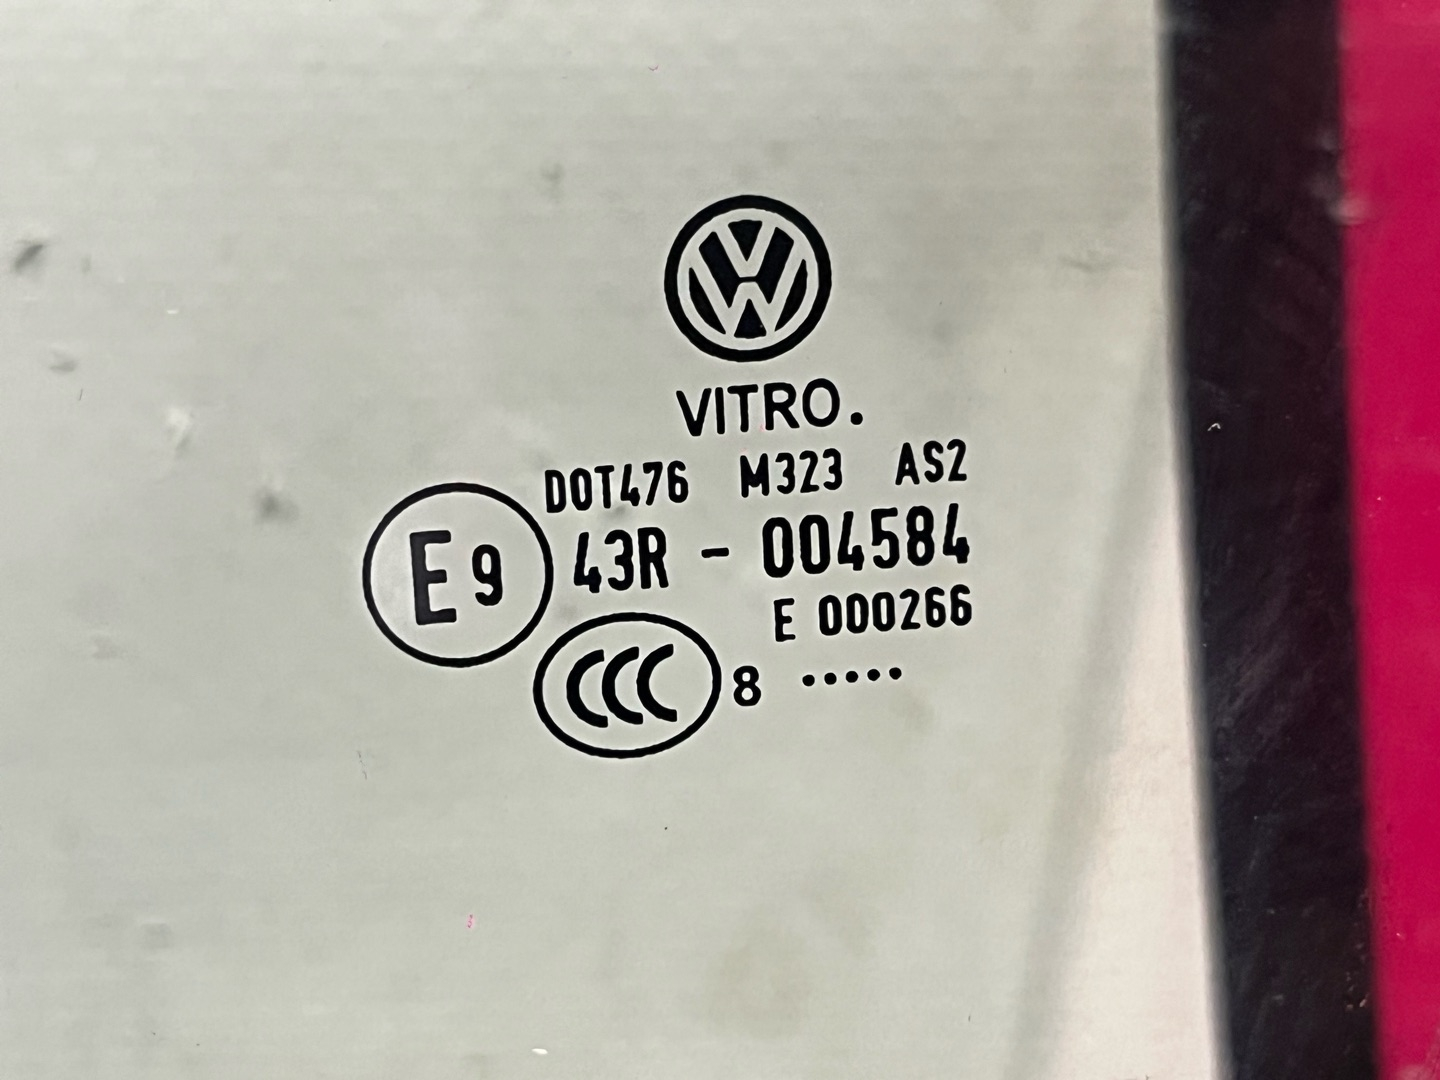 VITRO.
DOT476 M323 AS2
E9 43R - 004584
E 000266
CCC 8 •••••